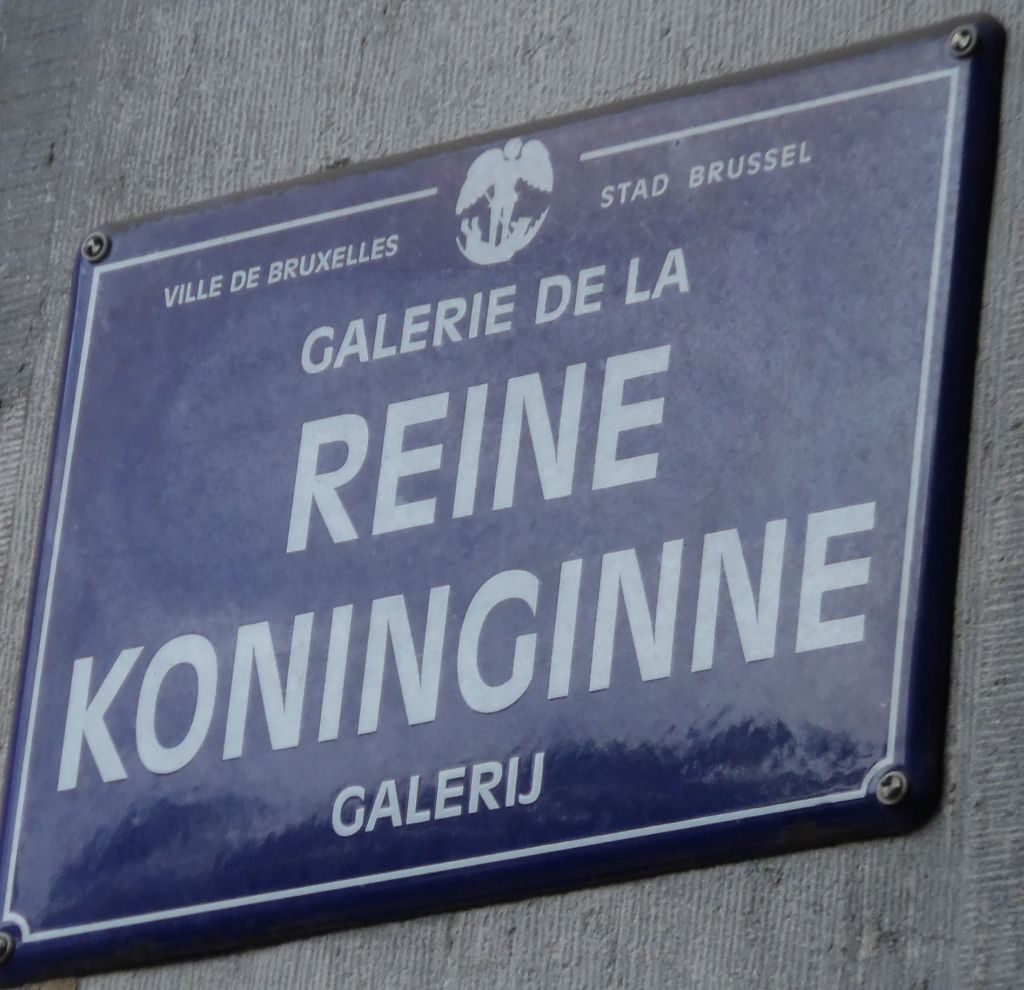 VILLE DE BRUXELLES STAD BRUSSEL
GALERIE DE LA
REINE
KONINGINNE
GALERIJ